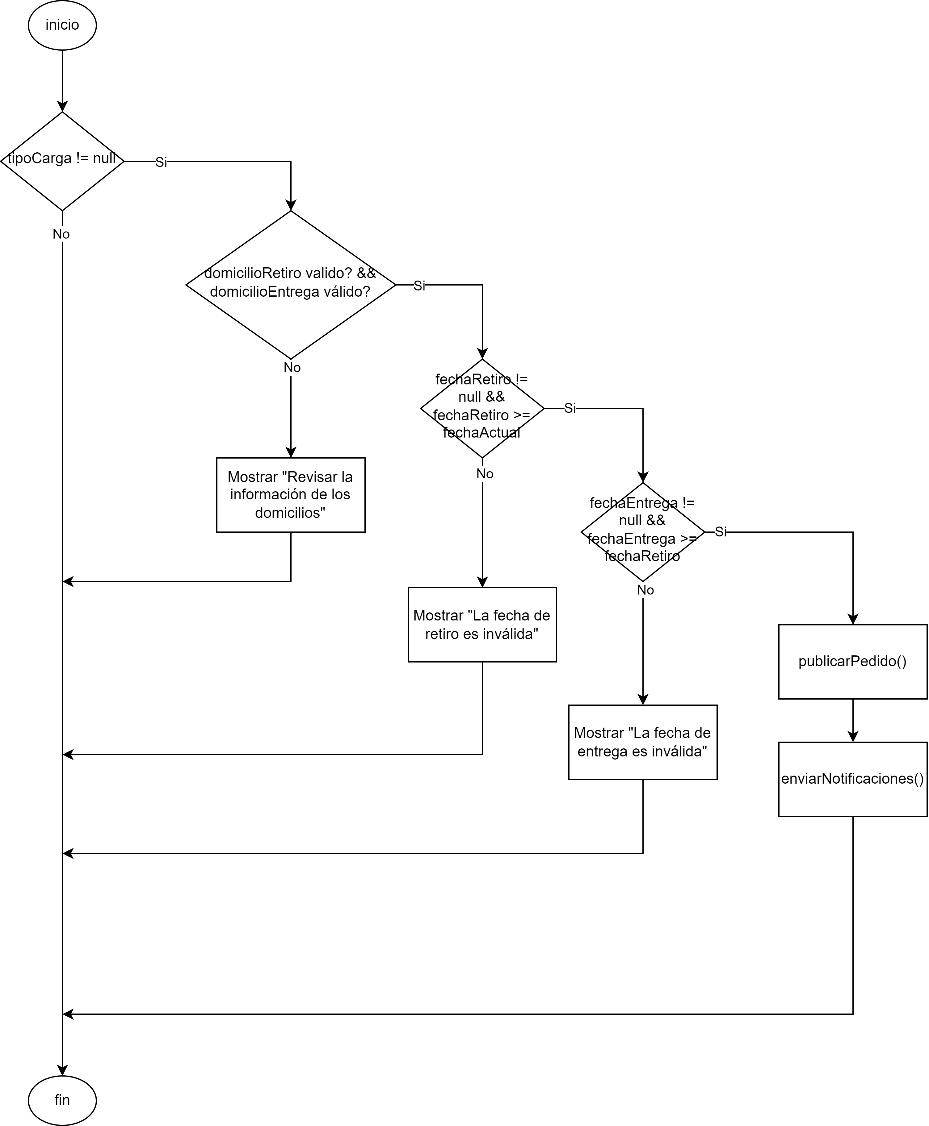 inicio
tipoCarga != null
Si
No
domicilioRetiro valido? &&
domicilioEntrega válido?
Si
No
fechaRetiro !=
null &&
fechaRetiro >=
fechaActual
Si
No
Mostrar "Revisar la
información de los
domicilios"
fechaEntrega !=
null &&
fechaEntrega >=
fechaRetiro
Si
No
Mostrar "La fecha de
retiro es inválida"
publicarPedido()
Mostrar "La fecha de
entrega es inválida"
enviarNotificaciones()
fin